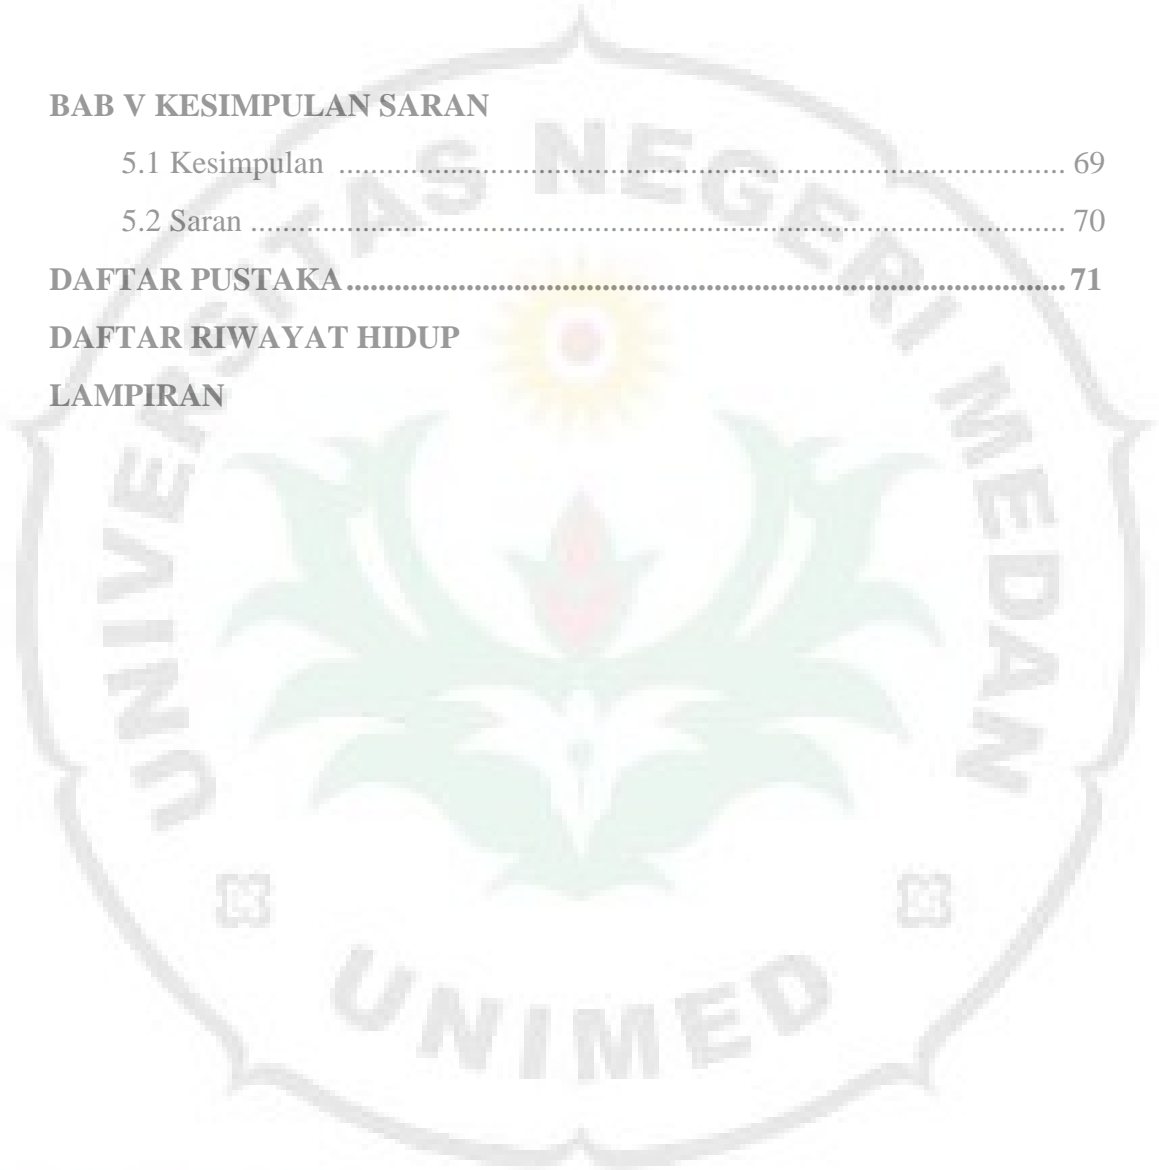 BAB V KESIMPULAN SARAN
5.1 Kesimpulan ........................................................................................... 69
5.2 Saran ...................................................................................................... 70
DAFTAR PUSTAKA.......................................................................................... 71
DAFTAR RIWAYAT HIDUP
LAMPIRAN
UNIVERSITAS NEGERI MEDAN
UNIMED